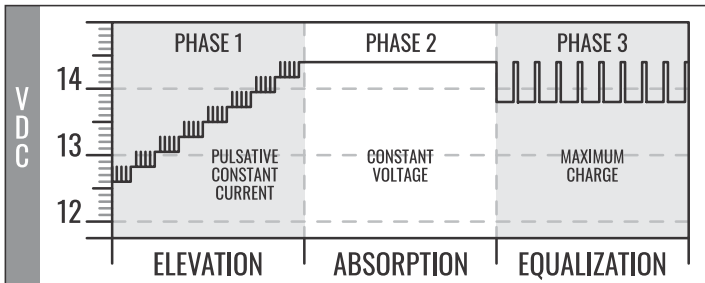 VDC
PHASE 1
PHASE 2
PHASE 3
14
13
12
PULSATIVE
CONSTANT
CURRENT
CONSTANT
VOLTAGE
MAXIMUM
CHARGE
ELEVATION
ABSORPTION
EQUALIZATION